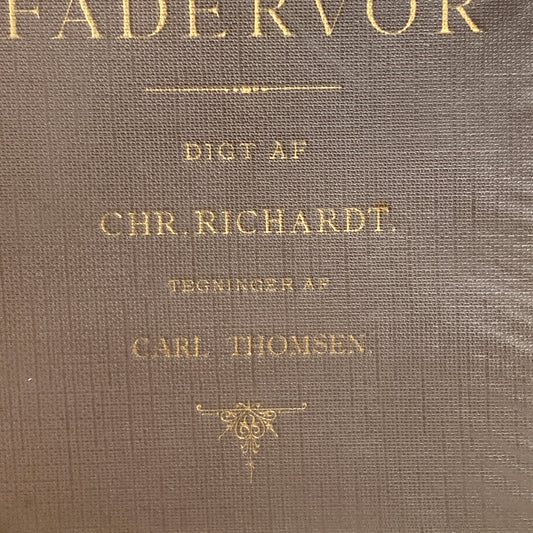 FADERVOR
DIGT AF
CHR. RICHARDT.
TEGNINGER AF
CARL THOMSEN.